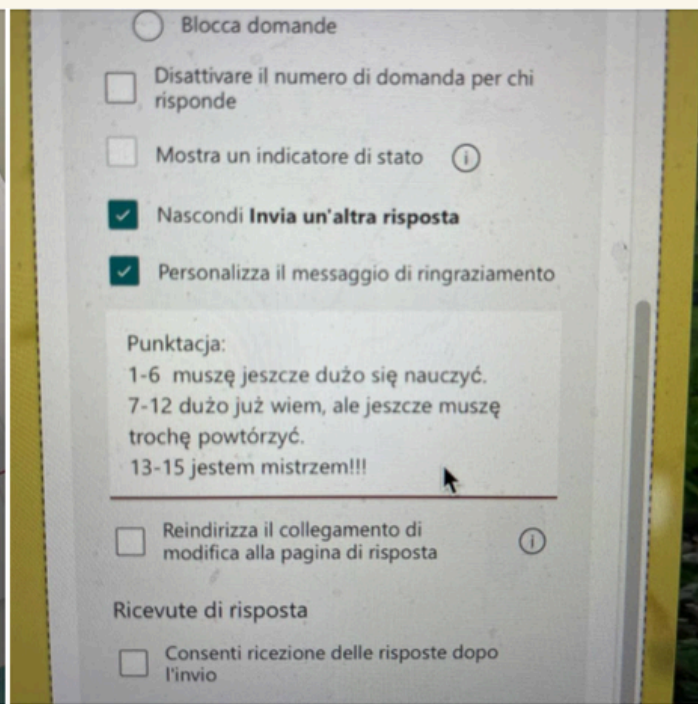 Blocca domande
Disattivare il numero di domanda per chi
risponde
Mostra un indicatore di stato
Nascondi Invia un'altra risposta
Personalizza il messaggio di ringraziamento
Punktacja:
1-6 muszę jeszcze dużo się nauczyć.
7-12 dużo już wiem, ale jeszcze muszę
trochę powtórzyć.
13-15 jestem mistrzem!!!
Reindirizza il collegamento di
modifica alla pagina di risposta
Ricevute di risposta
Consenti ricezione delle risposte dopo
l'invio